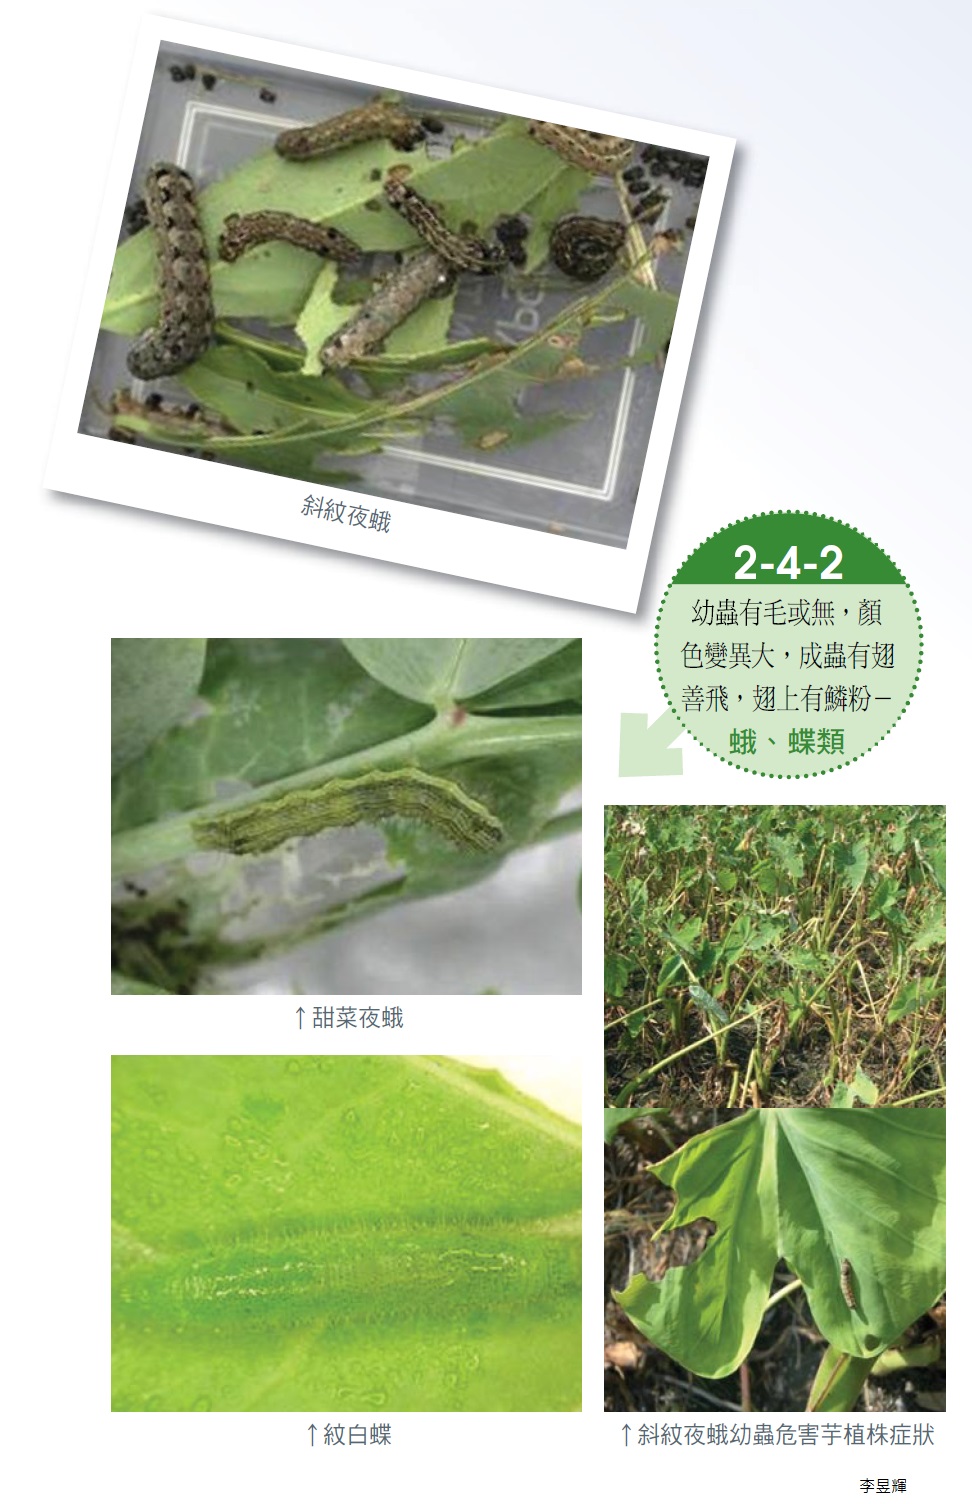 斜紋夜蛾
2-4-2
幼蟲有毛或無，顏
色變異大，成蟲有翅
善飛，翅上有鱗粉－
蛾、蝶類
↑甜菜夜蛾
↑紋白蝶
↑斜紋夜蛾幼蟲危害芋植株症狀
李昱輝